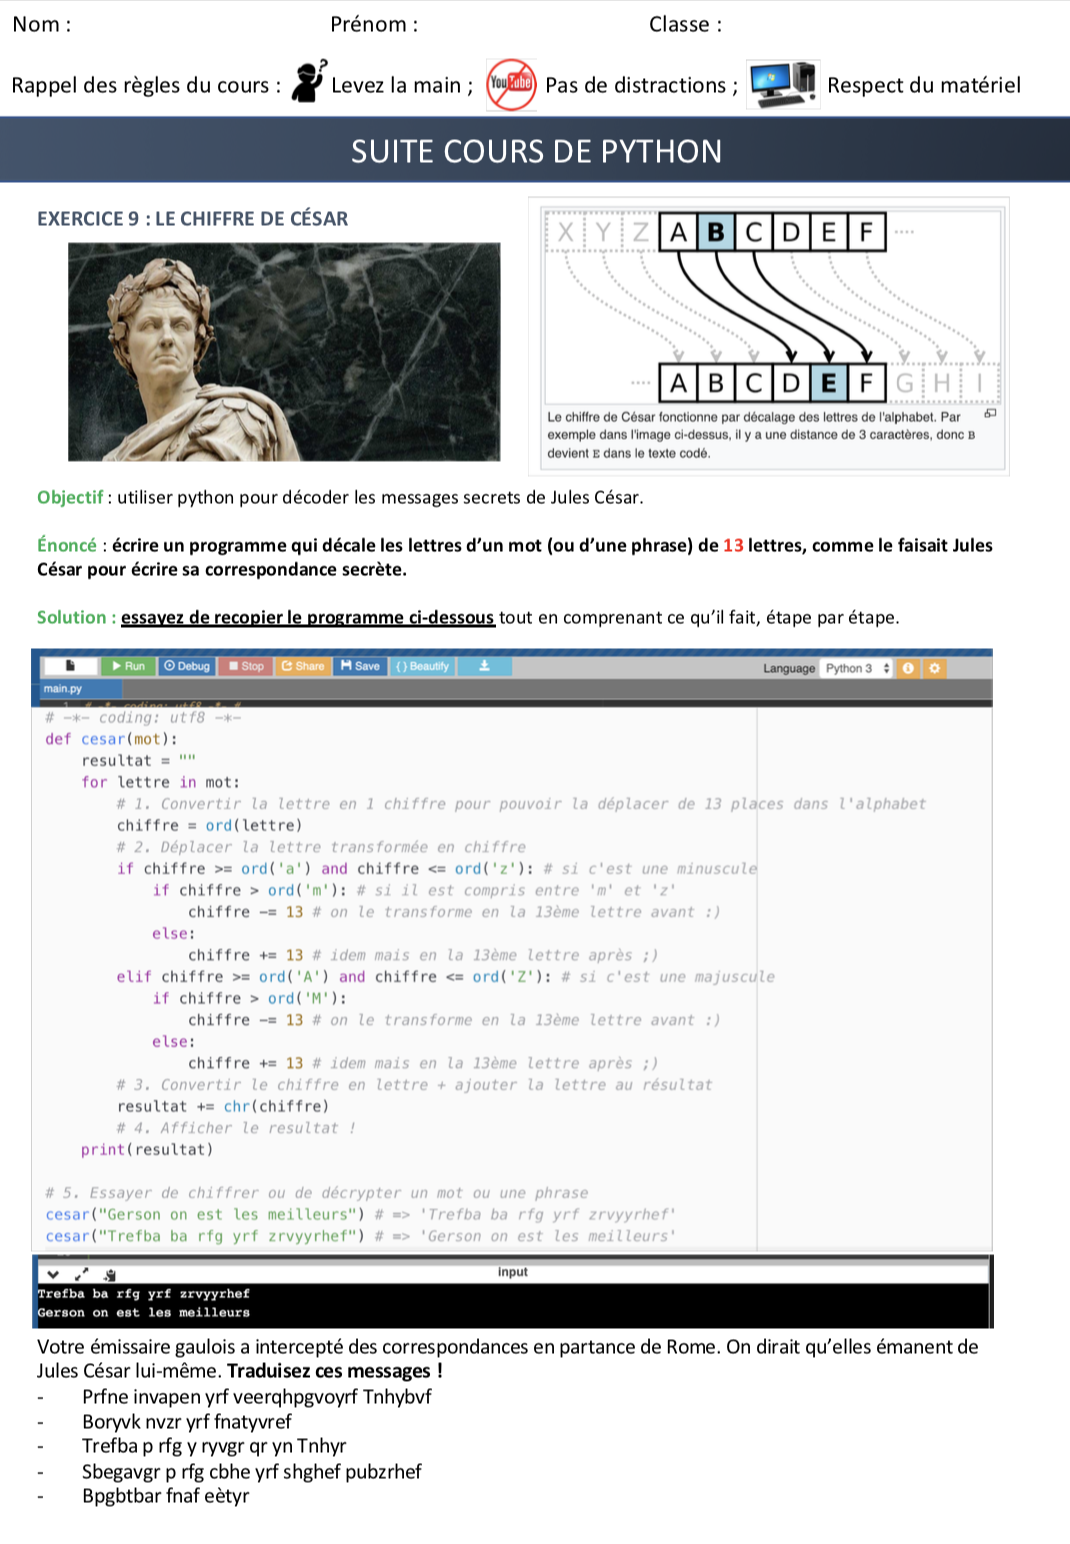 Nom : Prénom : Classe :
Rappel des règles du cours : ? Levez la main ; YouTube Pas de distractions ; Respect du matériel
SUITE COURS DE PYTHON
EXERCICE 9 : LE CHIFFRE DE CÉSAR
X Y Z A B C D E F ....
.... A B C D E F G H I
Le chiffre de César fonctionne par décalage des lettres de l'alphabet. Par
exemple dans l'image ci-dessus, il y a une distance de 3 caractères, donc B
devient E dans le texte codé.
Objectif : utiliser python pour décoder les messages secrets de Jules César.
Énoncé : écrire un programme qui décale les lettres d’un mot (ou d’une phrase) de 13 lettres, comme le faisait Jules
César pour écrire sa correspondance secrète.
Solution : essayez de recopier le programme ci-dessous tout en comprenant ce qu’il fait, étape par étape.
Run Debug Stop Share Save {} Beautify Language Python 3
main.py
1 # -*- coding: utf8 -*- #
# -*- coding: utf8 -*-
def cesar(mot):
    resultat = ""
    for lettre in mot:
        # 1. Convertir la lettre en 1 chiffre pour pouvoir la déplacer de 13 places dans l'alphabet
        chiffre = ord(lettre)
        # 2. Déplacer la lettre transformée en chiffre
        if chiffre >= ord('a') and chiffre <= ord('z'): # si c'est une minuscule
            if chiffre > ord('m'): # si il est compris entre 'm' et 'z'
                chiffre -= 13 # on le transforme en la 13ème lettre avant :)
            else:
                chiffre += 13 # idem mais en la 13ème lettre après ;)
        elif chiffre >= ord('A') and chiffre <= ord('Z'): # si c'est une majuscule
            if chiffre > ord('M'):
                chiffre -= 13 # on le transforme en la 13ème lettre avant :)
            else:
                chiffre += 13 # idem mais en la 13ème lettre après ;)
        # 3. Convertir le chiffre en lettre + ajouter la lettre au résultat
        resultat += chr(chiffre)
        # 4. Afficher le resultat !
    print(resultat)
# 5. Essayer de chiffrer ou de décrypter un mot ou une phrase
cesar("Gerson on est les meilleurs") # => 'Trefba ba rfg yrf zrvyyrhef'
cesar("Trefba ba rfg yrf zrvyyrhef") # => 'Gerson on est les meilleurs'
input
Trefba ba rfg yrf zrvyyrhef
Gerson on est les meilleurs
Votre émissaire gaulois a intercepté des correspondances en partance de Rome. On dirait qu’elles émanent de
Jules César lui-même. Traduisez ces messages !
- Prfne invapen yrf veerqhpgvoyrf Tnhybvf
- Boryvk nvzr yrf fnatyvref
- Trefba p rfg y ryvgr qr yn Tnhyr
- Sbegavgr p rfg cbhe yrf shghef pubzrhef
- Bpgbtbar fnaf eètyr